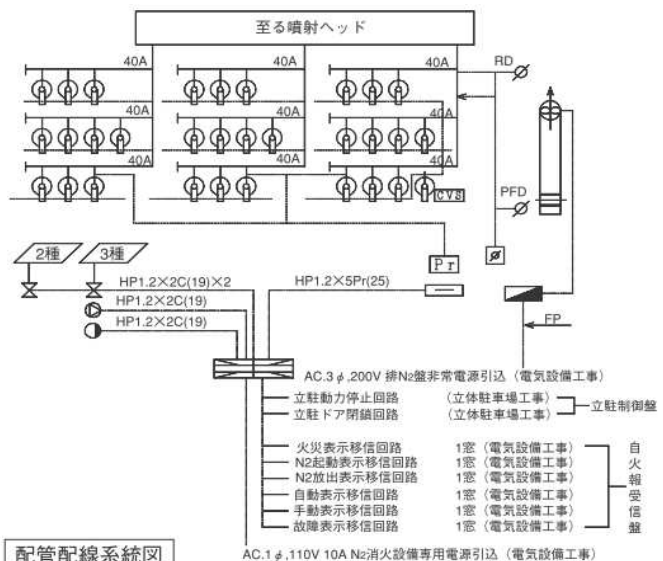 至る噴射ヘッド
40A 40A 40A RD
40A 40A 40A
40A 40A 40A
CVS PFD
2種 3種
Pr
HP1.2×2C(19)×2 HP1.2×5Pr(25)
HP1.2×2C(19)
HP1.2×2C(19)
FP
AC.3φ,200V 排N2盤非常電源引込（電気設備工事）
立駐動力停止回路 （立体駐車場工事） 立駐制御盤
立駐ドア閉鎖回路 （立体駐車場工事）
火災表示移信回路 1窓（電気設備工事） 自火報受信盤
N2起動表示移信回路 1窓（電気設備工事）
N2放出表示移信回路 1窓（電気設備工事）
自動表示移信回路 1窓（電気設備工事）
手動表示移信回路 1窓（電気設備工事）
故障表示移信回路 1窓（電気設備工事）
配管配線系統図
AC.1φ,110V 10A N2消火設備専用電源引込（電気設備工事）